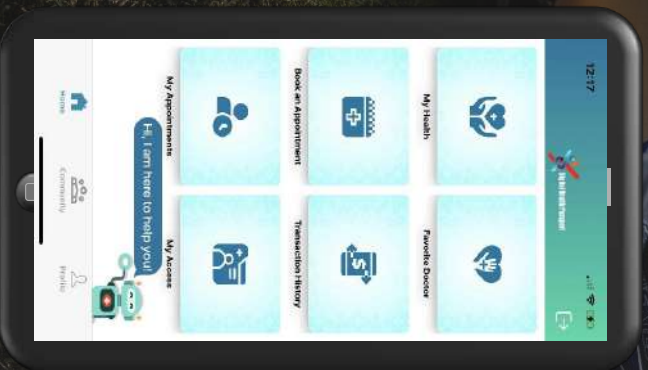 12:17
My Health
Favorite Doctor
Book an Appointment
Transaction History
My Appointments
My Access
Hi, I am here to help you!
Home
Community
Profile